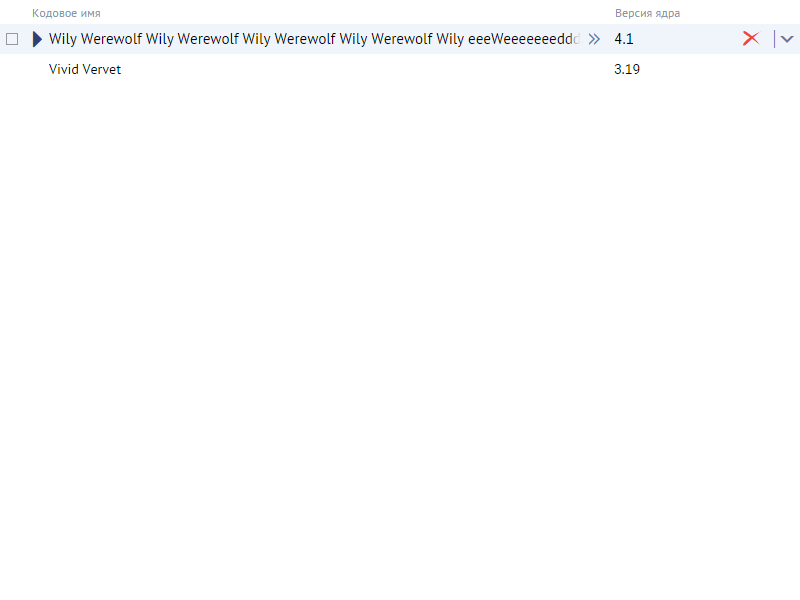 Кодовое имя Версия ядра
Wily Werewolf Wily Werewolf Wily Werewolf Wily Werewolf Wily eeeWeeeeeeeddd 4.1
Vivid Vervet 3.19